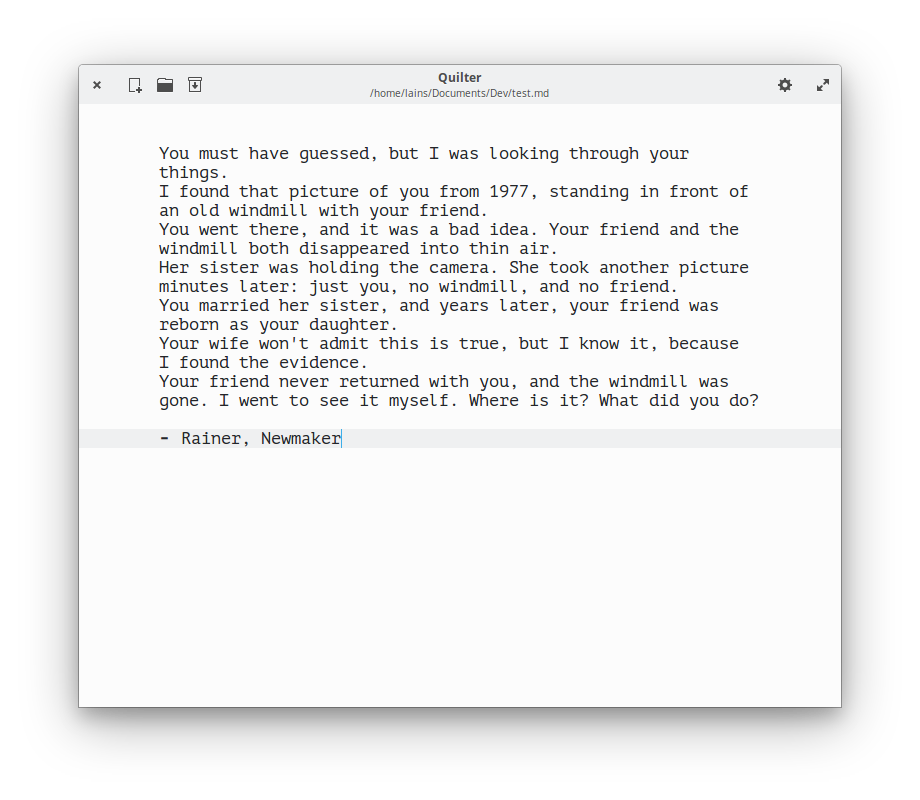 Quilter
/home/lains/Documents/Dev/test.md
You must have guessed, but I was looking through your
things.
I found that picture of you from 1977, standing in front of
an old windmill with your friend.
You went there, and it was a bad idea. Your friend and the
windmill both disappeared into thin air.
Her sister was holding the camera. She took another picture
minutes later: just you, no windmill, and no friend.
You married her sister, and years later, your friend was
reborn as your daughter.
Your wife won't admit this is true, but I know it, because
I found the evidence.
Your friend never returned with you, and the windmill was
gone. I went to see it myself. Where is it? What did you do?
- Rainer, Newmaker